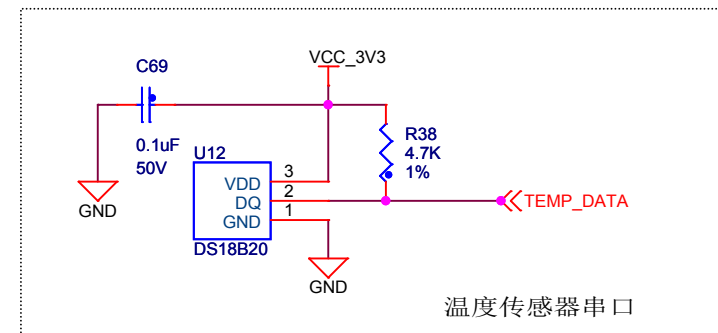 VCC_3V3
C69
0.1uF
50V
GND
U12
VDD 3
DQ 2
GND 1
DS18B20
R38
4.7K
1%
TEMP_DATA
GND
温度传感器串口